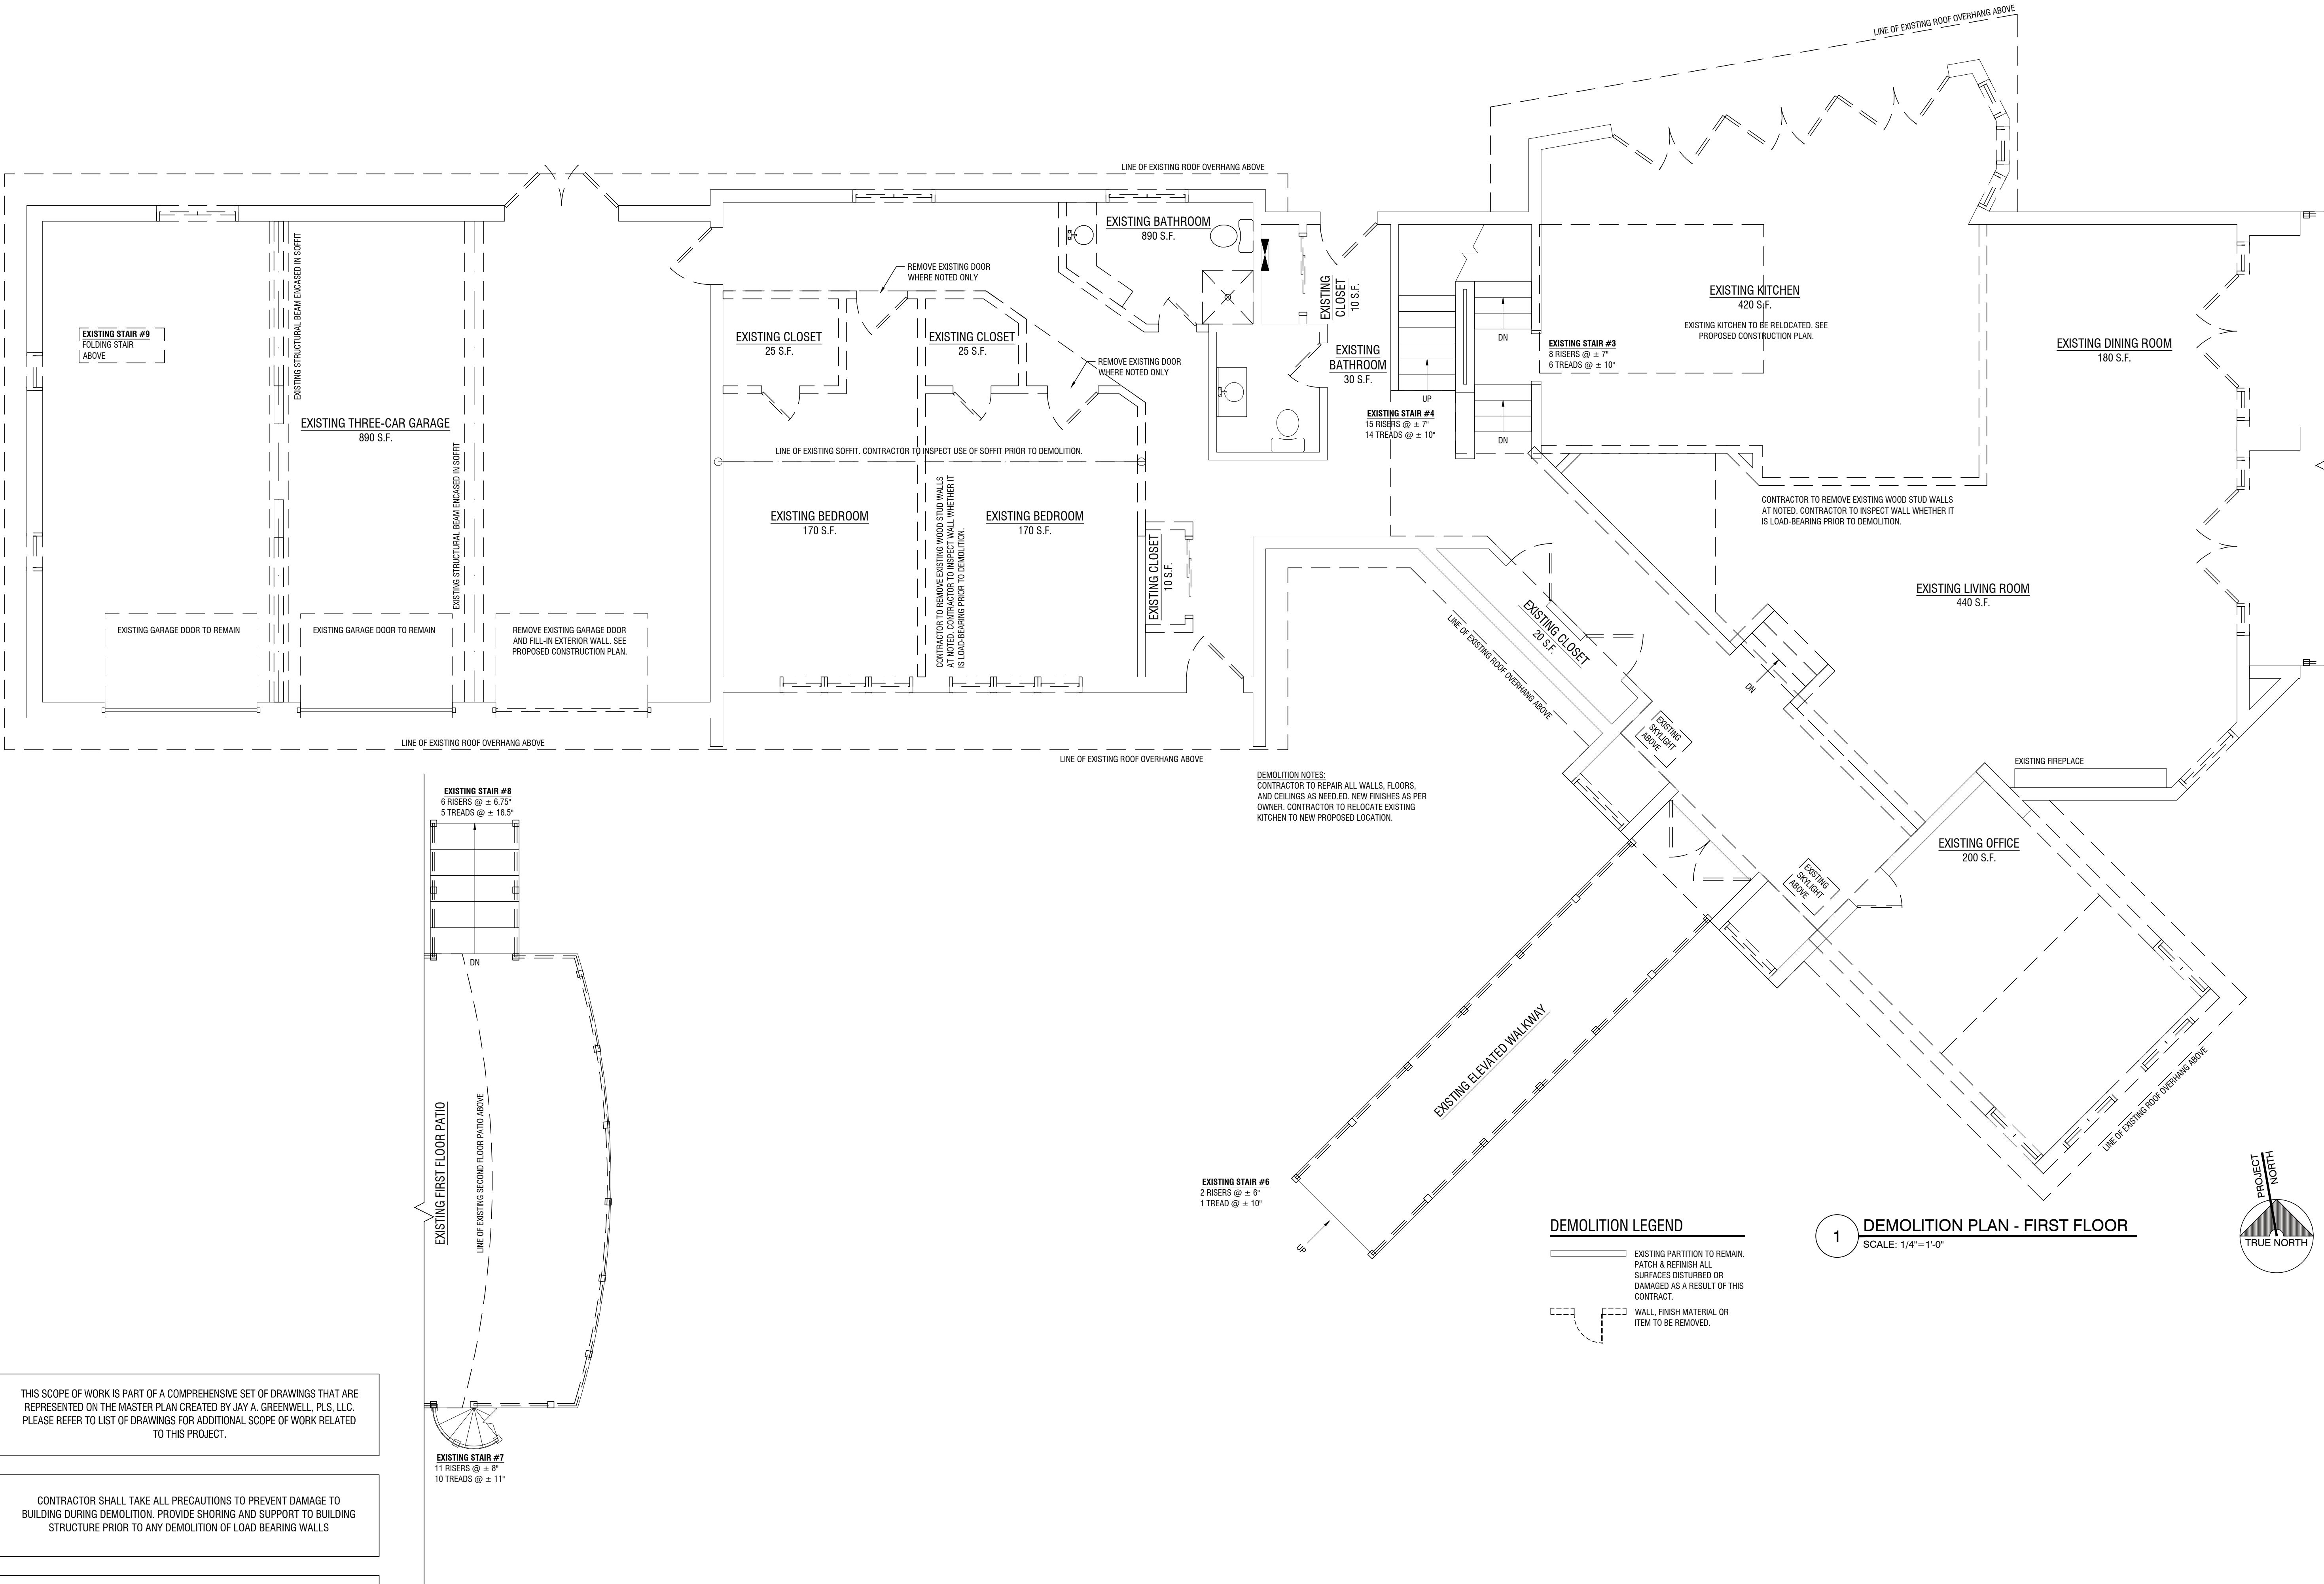 LINE OF EXISTING ROOF OVERHANG ABOVE
LINE OF EXISTING ROOF OVERHANG ABOVE
EXISTING STRUCTURAL BEAM ENCASED IN SOFFIT
EXISTING STRUCTURAL BEAM ENCASED IN SOFFIT
EXISTING STAIR #9
FOLDING STAIR
ABOVE
EXISTING THREE-CAR GARAGE
890 S.F.
EXISTING GARAGE DOOR TO REMAIN
EXISTING GARAGE DOOR TO REMAIN
REMOVE EXISTING GARAGE DOOR
AND FILL-IN EXTERIOR WALL. SEE
PROPOSED CONSTRUCTION PLAN.
LINE OF EXISTING ROOF OVERHANG ABOVE
EXISTING BATHROOM
890 S.F.
REMOVE EXISTING DOOR
WHERE NOTED ONLY
EXISTING CLOSET
25 S.F.
EXISTING CLOSET
25 S.F.
REMOVE EXISTING DOOR
WHERE NOTED ONLY
LINE OF EXISTING SOFFIT. CONTRACTOR TO INSPECT USE OF SOFFIT PRIOR TO DEMOLITION.
EXISTING BEDROOM
170 S.F.
CONTRACTOR TO REMOVE EXISTING WOOD STUD WALLS
AT NOTED. CONTRACTOR TO INSPECT WALL WHETHER IT
IS LOAD-BEARING PRIOR TO DEMOLITION.
EXISTING BEDROOM
170 S.F.
EXISTING CLOSET
10 S.F.
LINE OF EXISTING ROOF OVERHANG ABOVE
EXISTING
CLOSET
10 S.F.
EXISTING
BATHROOM
30 S.F.
EXISTING STAIR #4
15 RISERS @ ± 7"
14 TREADS @ ± 10"
UP
DN
DN
EXISTING STAIR #3
8 RISERS @ ± 7"
6 TREADS @ ± 10"
EXISTING KITCHEN
420 S.F.
EXISTING KITCHEN TO BE RELOCATED. SEE
PROPOSED CONSTRUCTION PLAN.
EXISTING DINING ROOM
180 S.F.
CONTRACTOR TO REMOVE EXISTING WOOD STUD WALLS
AT NOTED. CONTRACTOR TO INSPECT WALL WHETHER IT
IS LOAD-BEARING PRIOR TO DEMOLITION.
EXISTING LIVING ROOM
440 S.F.
EXISTING CLOSET
20 S.F.
LINE OF EXISTING ROOF OVERHANG ABOVE
DN
EXISTING
SKYLIGHT
ABOVE
EXISTING FIREPLACE
DEMOLITION NOTES:
CONTRACTOR TO REPAIR ALL WALLS, FLOORS,
AND CEILINGS AS NEED.ED. NEW FINISHES AS PER
OWNER. CONTRACTOR TO RELOCATE EXISTING
KITCHEN TO NEW PROPOSED LOCATION.
EXISTING OFFICE
200 S.F.
EXISTING
SKYLIGHT
ABOVE
LINE OF EXISTING ROOF OVERHANG ABOVE
EXISTING ELEVATED WALKWAY
EXISTING STAIR #6
2 RISERS @ ± 6"
1 TREAD @ ± 10"
UP
EXISTING STAIR #8
6 RISERS @ ± 6.75"
5 TREADS @ ± 16.5"
DN
EXISTING FIRST FLOOR PATIO
LINE OF EXISTING SECOND FLOOR PATIO ABOVE
EXISTING STAIR #7
11 RISERS @ ± 8"
10 TREADS @ ± 11"
DEMOLITION LEGEND
EXISTING PARTITION TO REMAIN.
PATCH & REFINISH ALL
SURFACES DISTURBED OR
DAMAGED AS A RESULT OF THIS
CONTRACT.
WALL, FINISH MATERIAL OR
ITEM TO BE REMOVED.
1
DEMOLITION PLAN - FIRST FLOOR
SCALE: 1/4"=1'-0"
PROJECT
NORTH
TRUE NORTH
THIS SCOPE OF WORK IS PART OF A COMPREHENSIVE SET OF DRAWINGS THAT ARE
REPRESENTED ON THE MASTER PLAN CREATED BY JAY A. GREENWELL, PLS, LLC.
PLEASE REFER TO LIST OF DRAWINGS FOR ADDITIONAL SCOPE OF WORK RELATED
TO THIS PROJECT.
CONTRACTOR SHALL TAKE ALL PRECAUTIONS TO PREVENT DAMAGE TO
BUILDING DURING DEMOLITION. PROVIDE SHORING AND SUPPORT TO BUILDING
STRUCTURE PRIOR TO ANY DEMOLITION OF LOAD BEARING WALLS